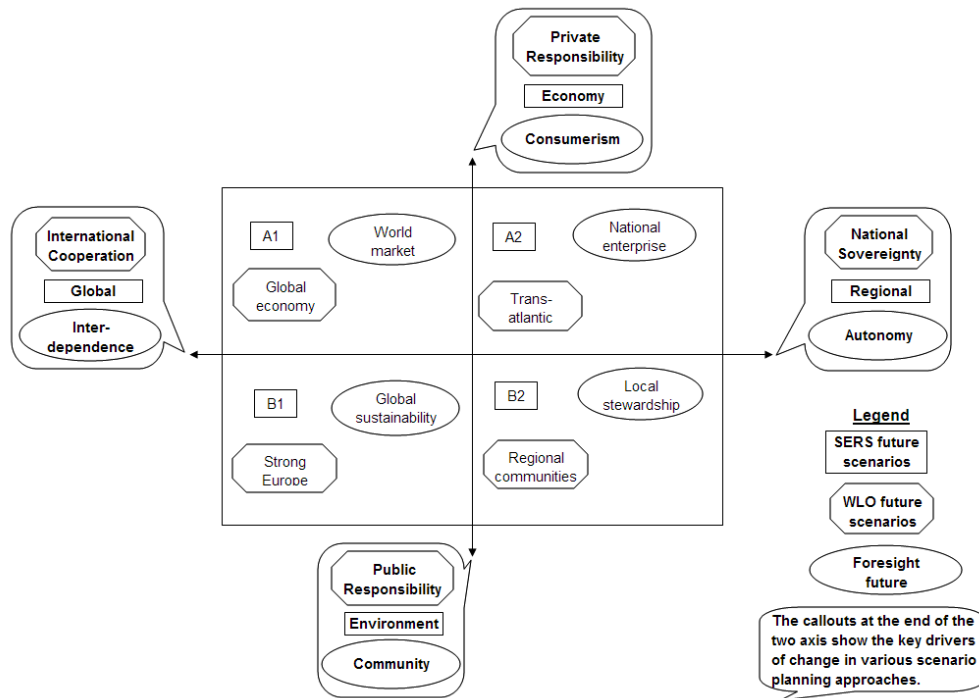 Private
Responsibility
Economy
Consumerism
International
Cooperation
Global
Inter-
dependence
A1
World
market
Global
economy
A2
National
enterprise
Trans-
atlantic
National
Sovereignty
Regional
Autonomy
B1
Global
sustainability
Strong
Europe
B2
Local
stewardship
Regional
communities
Public
Responsibility
Environment
Community
Legend
SERS future
scenarios
WLO future
scenarios
Foresight
future
The callouts at the end of the
two axis show the key drivers
of change in various scenario
planning approaches.